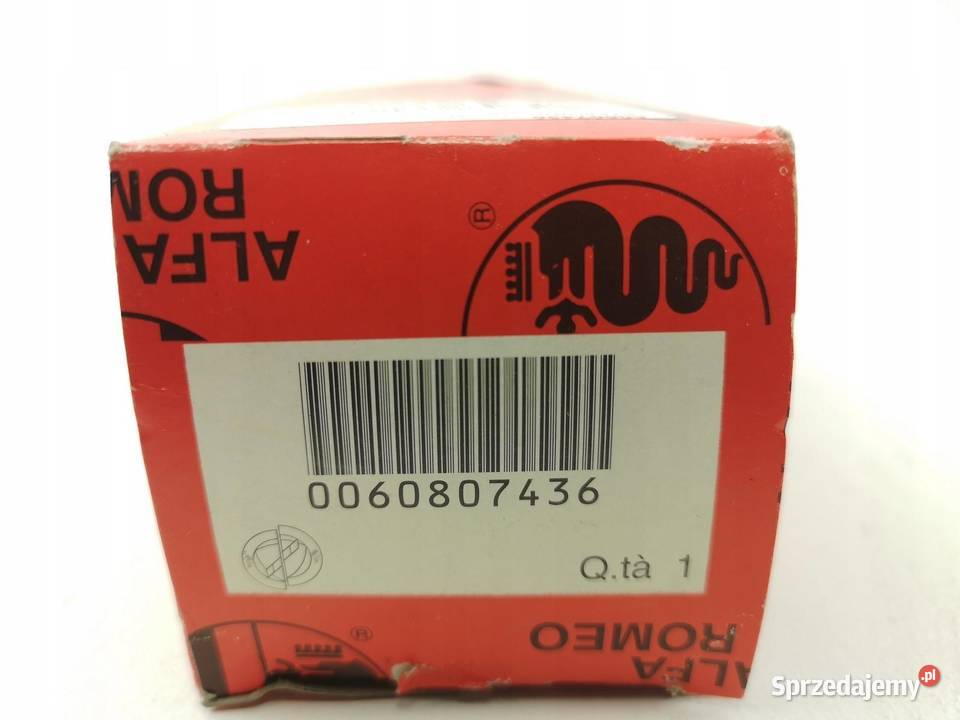 ALFA
ROM
®
0060807436
Q.tà 1
®
ALFA
ROMEO
Sprzedajemy.pl